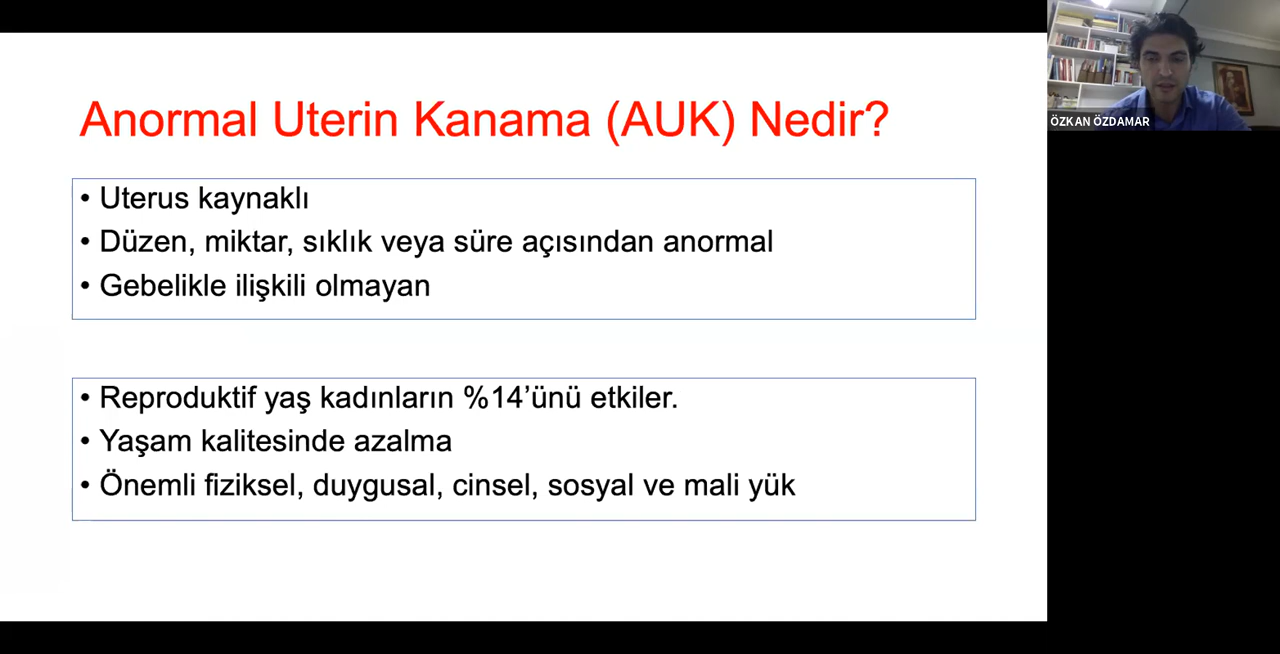 Anormal Uterin Kanama (AUK) Nedir?
• Uterus kaynaklı
• Düzen, miktar, sıklık veya süre açısından anormal
• Gebelikle ilişkili olmayan
• Reproduktif yaş kadınların %14’ünü etkiler.
• Yaşam kalitesinde azalma
• Önemli fiziksel, duygusal, cinsel, sosyal ve mali yük
ÖZKAN ÖZDAMAR